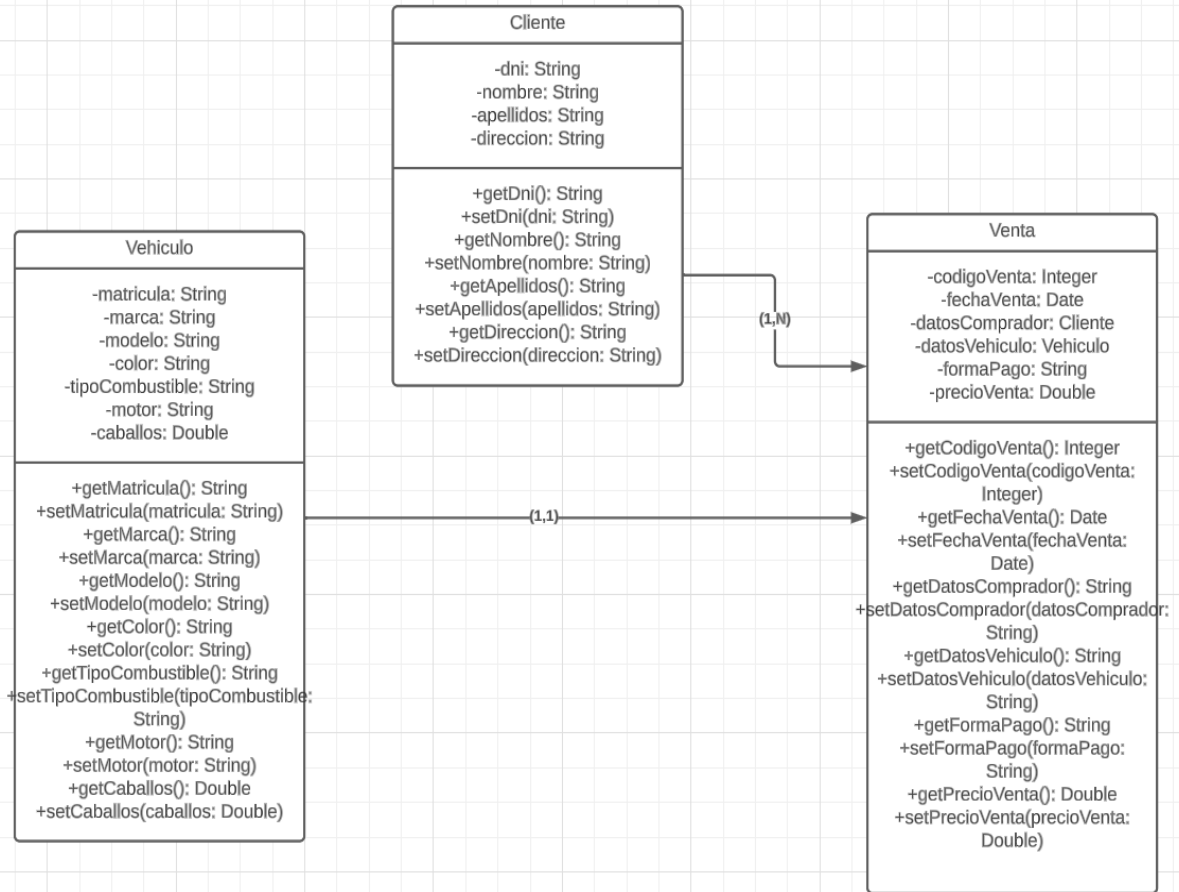 Cliente
-dni: String
-nombre: String
-apellidos: String
-direccion: String
+getDni(): String
+setDni(dni: String)
+getNombre(): String
+setNombre(nombre: String)
+getApellidos(): String
+setApellidos(apellidos: String)
+getDireccion(): String
+setDireccion(direccion: String)
Vehiculo
-matricula: String
-marca: String
-modelo: String
-color: String
-tipoCombustible: String
-motor: String
-caballos: Double
+getMatricula(): String
+setMatricula(matricula: String)
+getMarca(): String
+setMarca(marca: String)
+getModelo(): String
+setModelo(modelo: String)
+getColor(): String
+setColor(color: String)
+getTipoCombustible(): String
+setTipoCombustible(tipoCombustible:
String)
+getMotor(): String
+setMotor(motor: String)
+getCaballos(): Double
+setCaballos(caballos: Double)
(1,N)
(1,1)
Venta
-codigoVenta: Integer
-fechaVenta: Date
-datosComprador: Cliente
-datosVehiculo: Vehiculo
-formaPago: String
-precioVenta: Double
+getCodigoVenta(): Integer
+setCodigoVenta(codigoVenta:
Integer)
+getFechaVenta(): Date
+setFechaVenta(fechaVenta:
Date)
+getDatosComprador(): String
+setDatosComprador(datosComprador:
String)
+getDatosVehiculo(): String
+setDatosVehiculo(datosVehiculo:
String)
+getFormaPago(): String
+setFormaPago(formaPago:
String)
+getPrecioVenta(): Double
+setPrecioVenta(precioVenta:
Double)